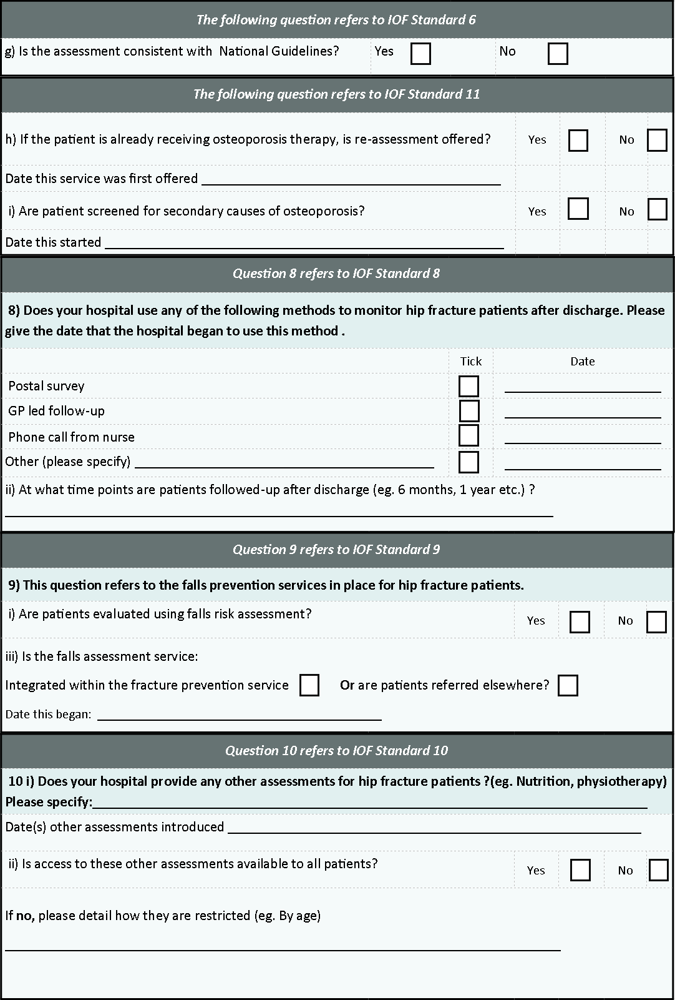 The following question refers to IOF Standard 6
g) Is the assessment consistent with National Guidelines? Yes No
The following question refers to IOF Standard 11
h) If the patient is already receiving osteoporosis therapy, is re-assessment offered? Yes No
Date this service was first offered
i) Are patient screened for secondary causes of osteoporosis? Yes No
Date this started
Question 8 refers to IOF Standard 8
8) Does your hospital use any of the following methods to monitor hip fracture patients after discharge. Please
give the date that the hospital began to use this method .
Tick Date
Postal survey
GP led follow-up
Phone call from nurse
Other (please specify)
ii) At what time points are patients followed-up after discharge (eg. 6 months, 1 year etc.) ?
Question 9 refers to IOF Standard 9
9) This question refers to the falls prevention services in place for hip fracture patients.
i) Are patients evaluated using falls risk assessment? Yes No
iii) Is the falls assessment service:
Integrated within the fracture prevention service Or are patients referred elsewhere?
Date this began:
Question 10 refers to IOF Standard 10
10 i) Does your hospital provide any other assessments for hip fracture patients ?(eg. Nutrition, physiotherapy)
Please specify:
Date(s) other assessments introduced
ii) Is access to these other assessments available to all patients? Yes No
If no, please detail how they are restricted (eg. By age)